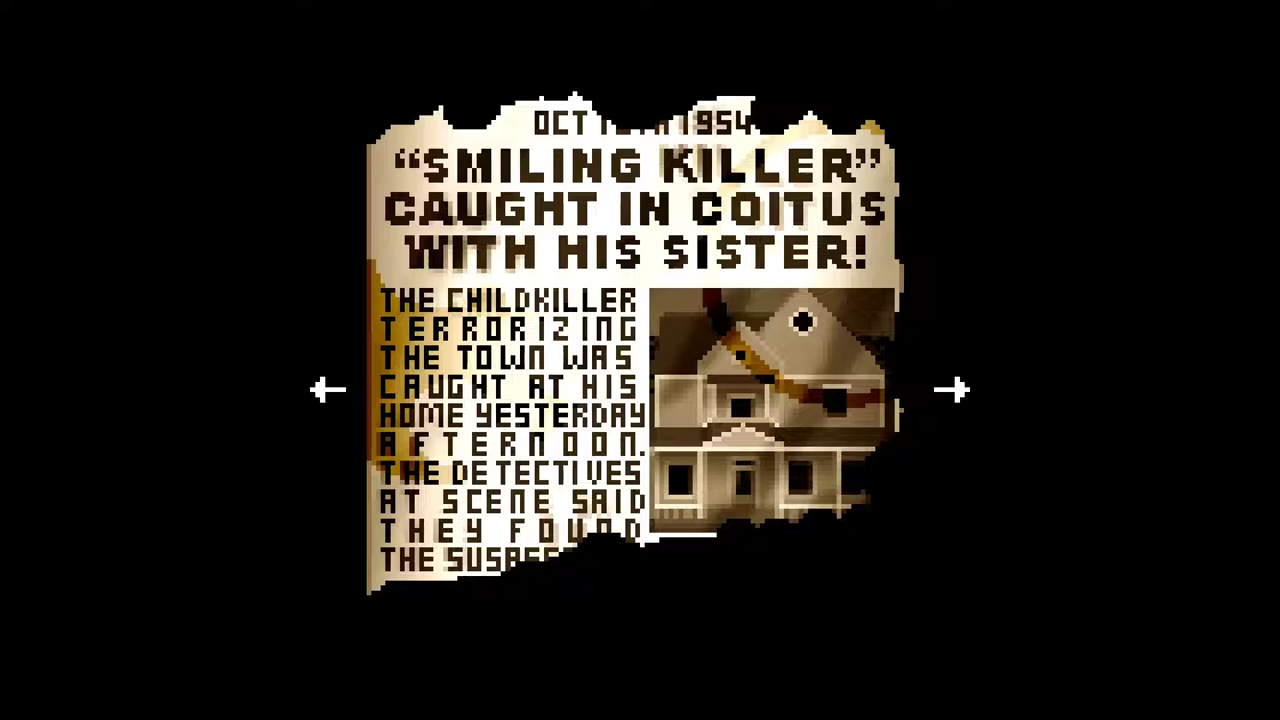 OCT 1954
“SMILING KILLER”
CAUGHT IN COITUS
WITH HIS SISTER!
THE CHILDKILLER
TERRORIZING
THE TOWN WAS
CAUGHT AT HIS
HOME YESTERDAY
AFTERNOON.
THE DETECTIVES
AT SCENE SAID
THEY FOUND
THE